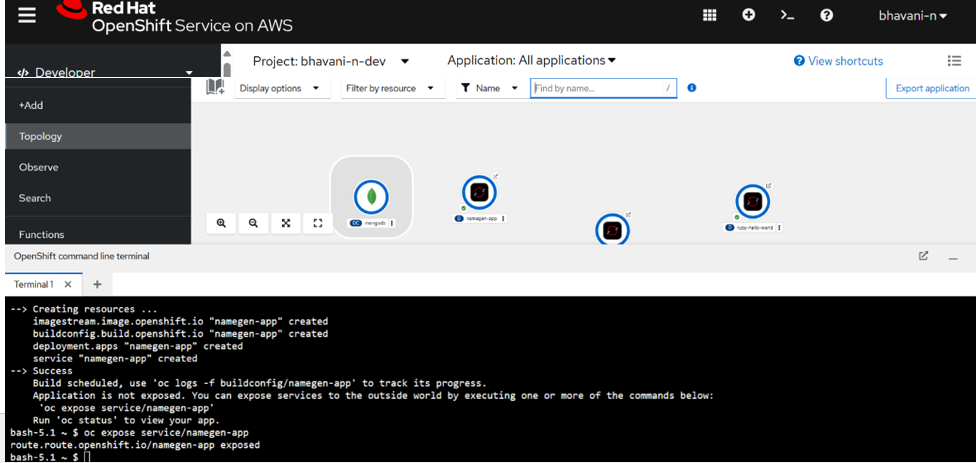 Red Hat
OpenShift Service on AWS
bhavani-n
</> Developer
Project: bhavani-n-dev
Application: All applications
View shortcuts
Display options
Filter by resource
Name
Find by name...
/
Export application
+Add
Topology
Observe
Search
Functions
DC mongodb
D namegen-app
D ruby-hello-world
OpenShift command line terminal
Terminal 1
--> Creating resources ...
imagestream.image.openshift.io "namegen-app" created
buildconfig.build.openshift.io "namegen-app" created
deployment.apps "namegen-app" created
service "namegen-app" created
--> Success
Build scheduled, use 'oc logs -f buildconfig/namegen-app' to track its progress.
Application is not exposed. You can expose services to the outside world by executing one or more of the commands below:
'oc expose service/namegen-app'
Run 'oc status' to view your app.
bash-5.1 ~ $ oc expose service/namegen-app
route.route.openshift.io/namegen-app exposed
bash-5.1 ~ $